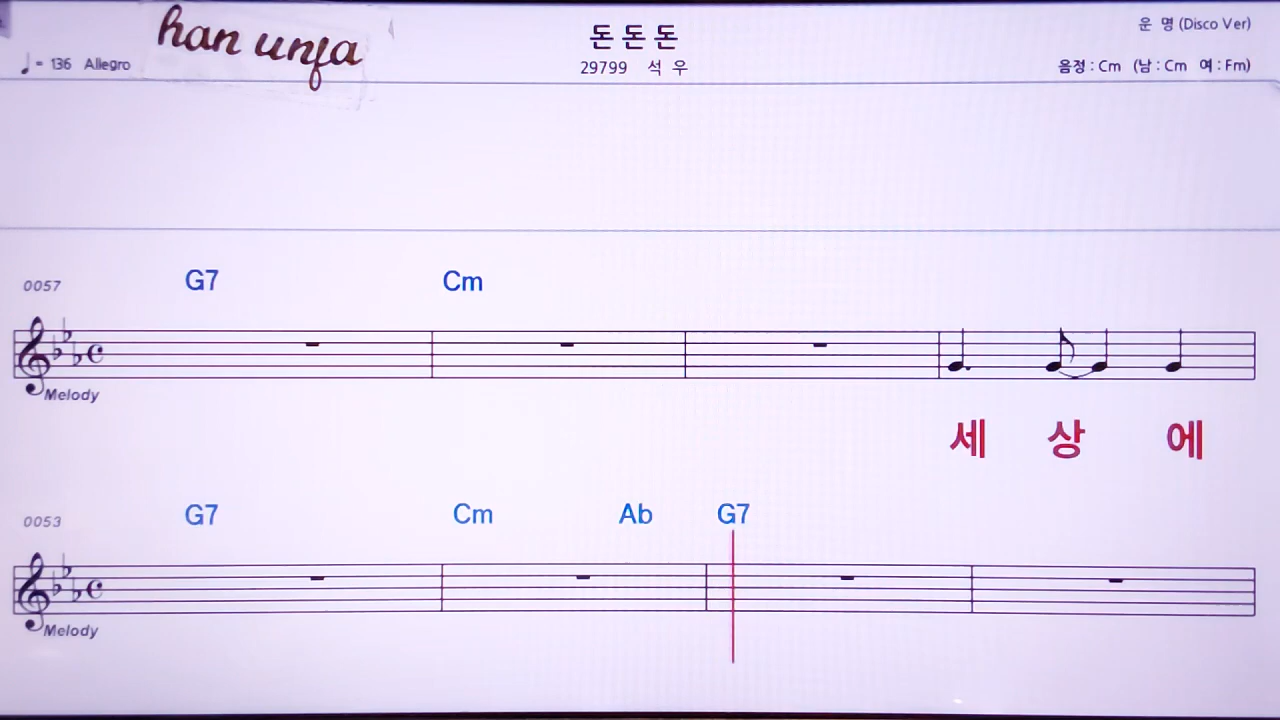 han unfa
돈 돈 돈
운 명 (Disco Ver)
♩ = 136 Allegro
29799 석 우
음정 : Cm (남 : Cm 여 : Fm)
0057 G7 Cm
Melody
세 상 에
0053 G7 Cm Ab G7
Melody